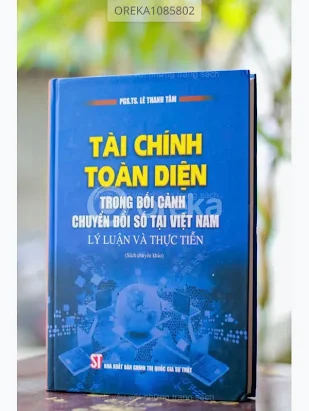 OREKA1085802
PGS.TS. LÊ THANH TÂM
TÀI CHÍNH
TOÀN DIỆN
TRONG BỐI CẢNH
CHUYỂN ĐỔI SỐ TẠI VIỆT NAM
LÝ LUẬN VÀ THỰC TIỄN
(Sách chuyên khảo)
oreka
ST
NHÀ XUẤT BẢN CHÍNH TRỊ QUỐC GIA SỰ THẬT